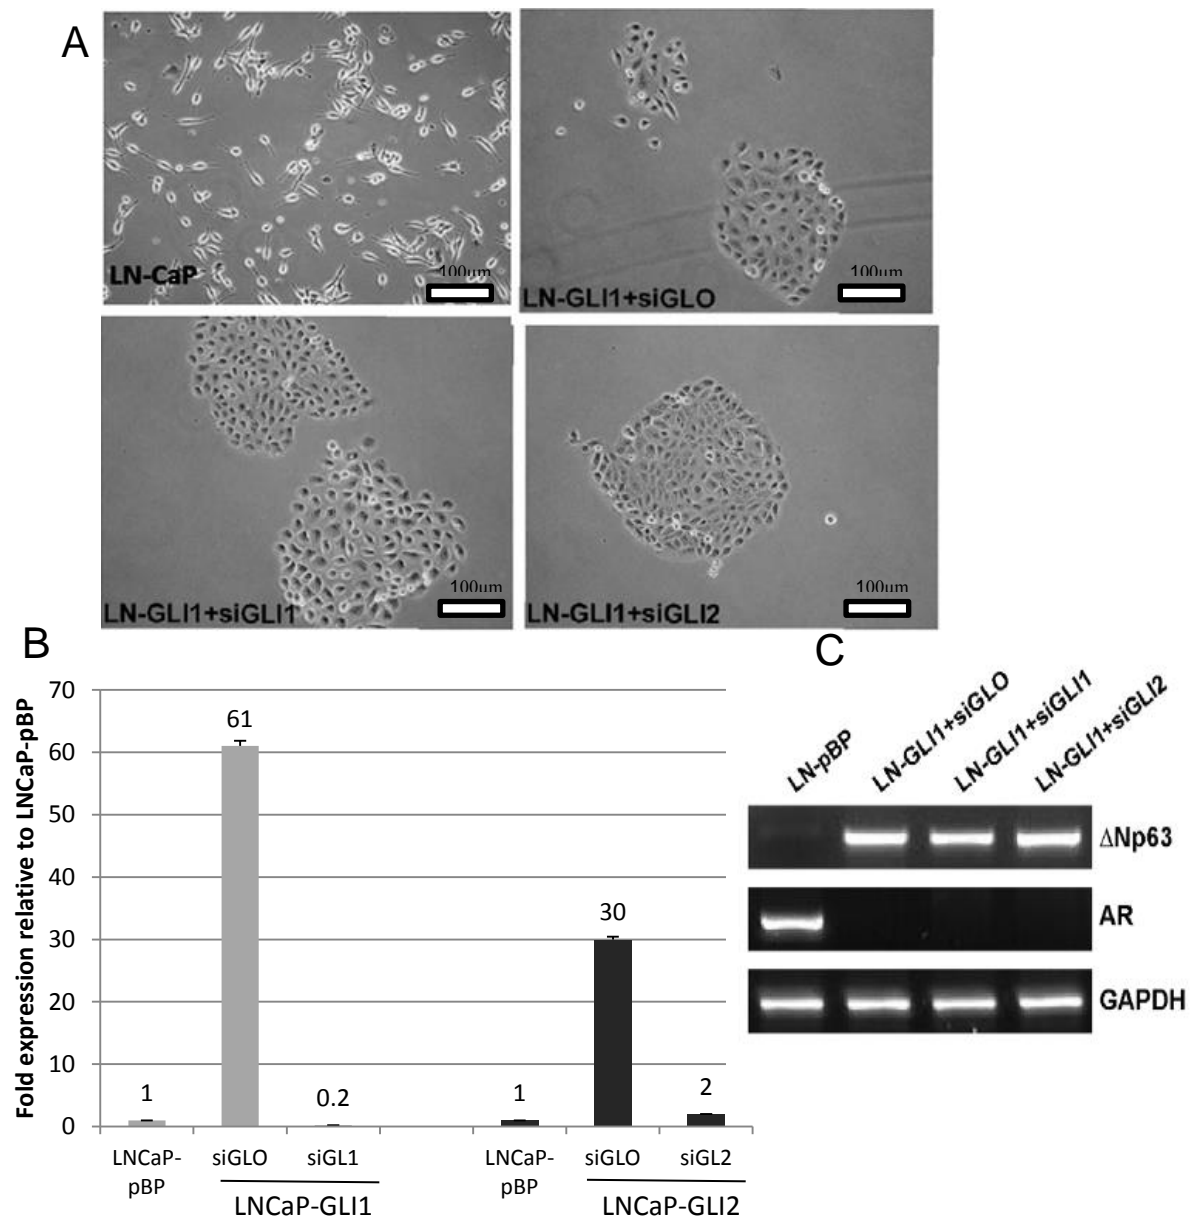 A
LN-CaP
100um
LN-GLI1+siGLO
100um
LN-GLI1+siGLI1
100um
LN-GLI1+siGLI2
100um
B
Fold expression relative to LNCaP-pBP
70
60
50
40
30
20
10
0
1
61
0.2
1
30
2
LNCaP-
pBP
siGLO
siGL1
LNCaP-
pBP
siGLO
siGL2
LNCaP-GLI1
LNCaP-GLI2
C
LN-pBP
LN-GLI1+siGLO
LN-GLI1+siGLI1
LN-GLI1+siGLI2
ΔNp63
AR
GAPDH